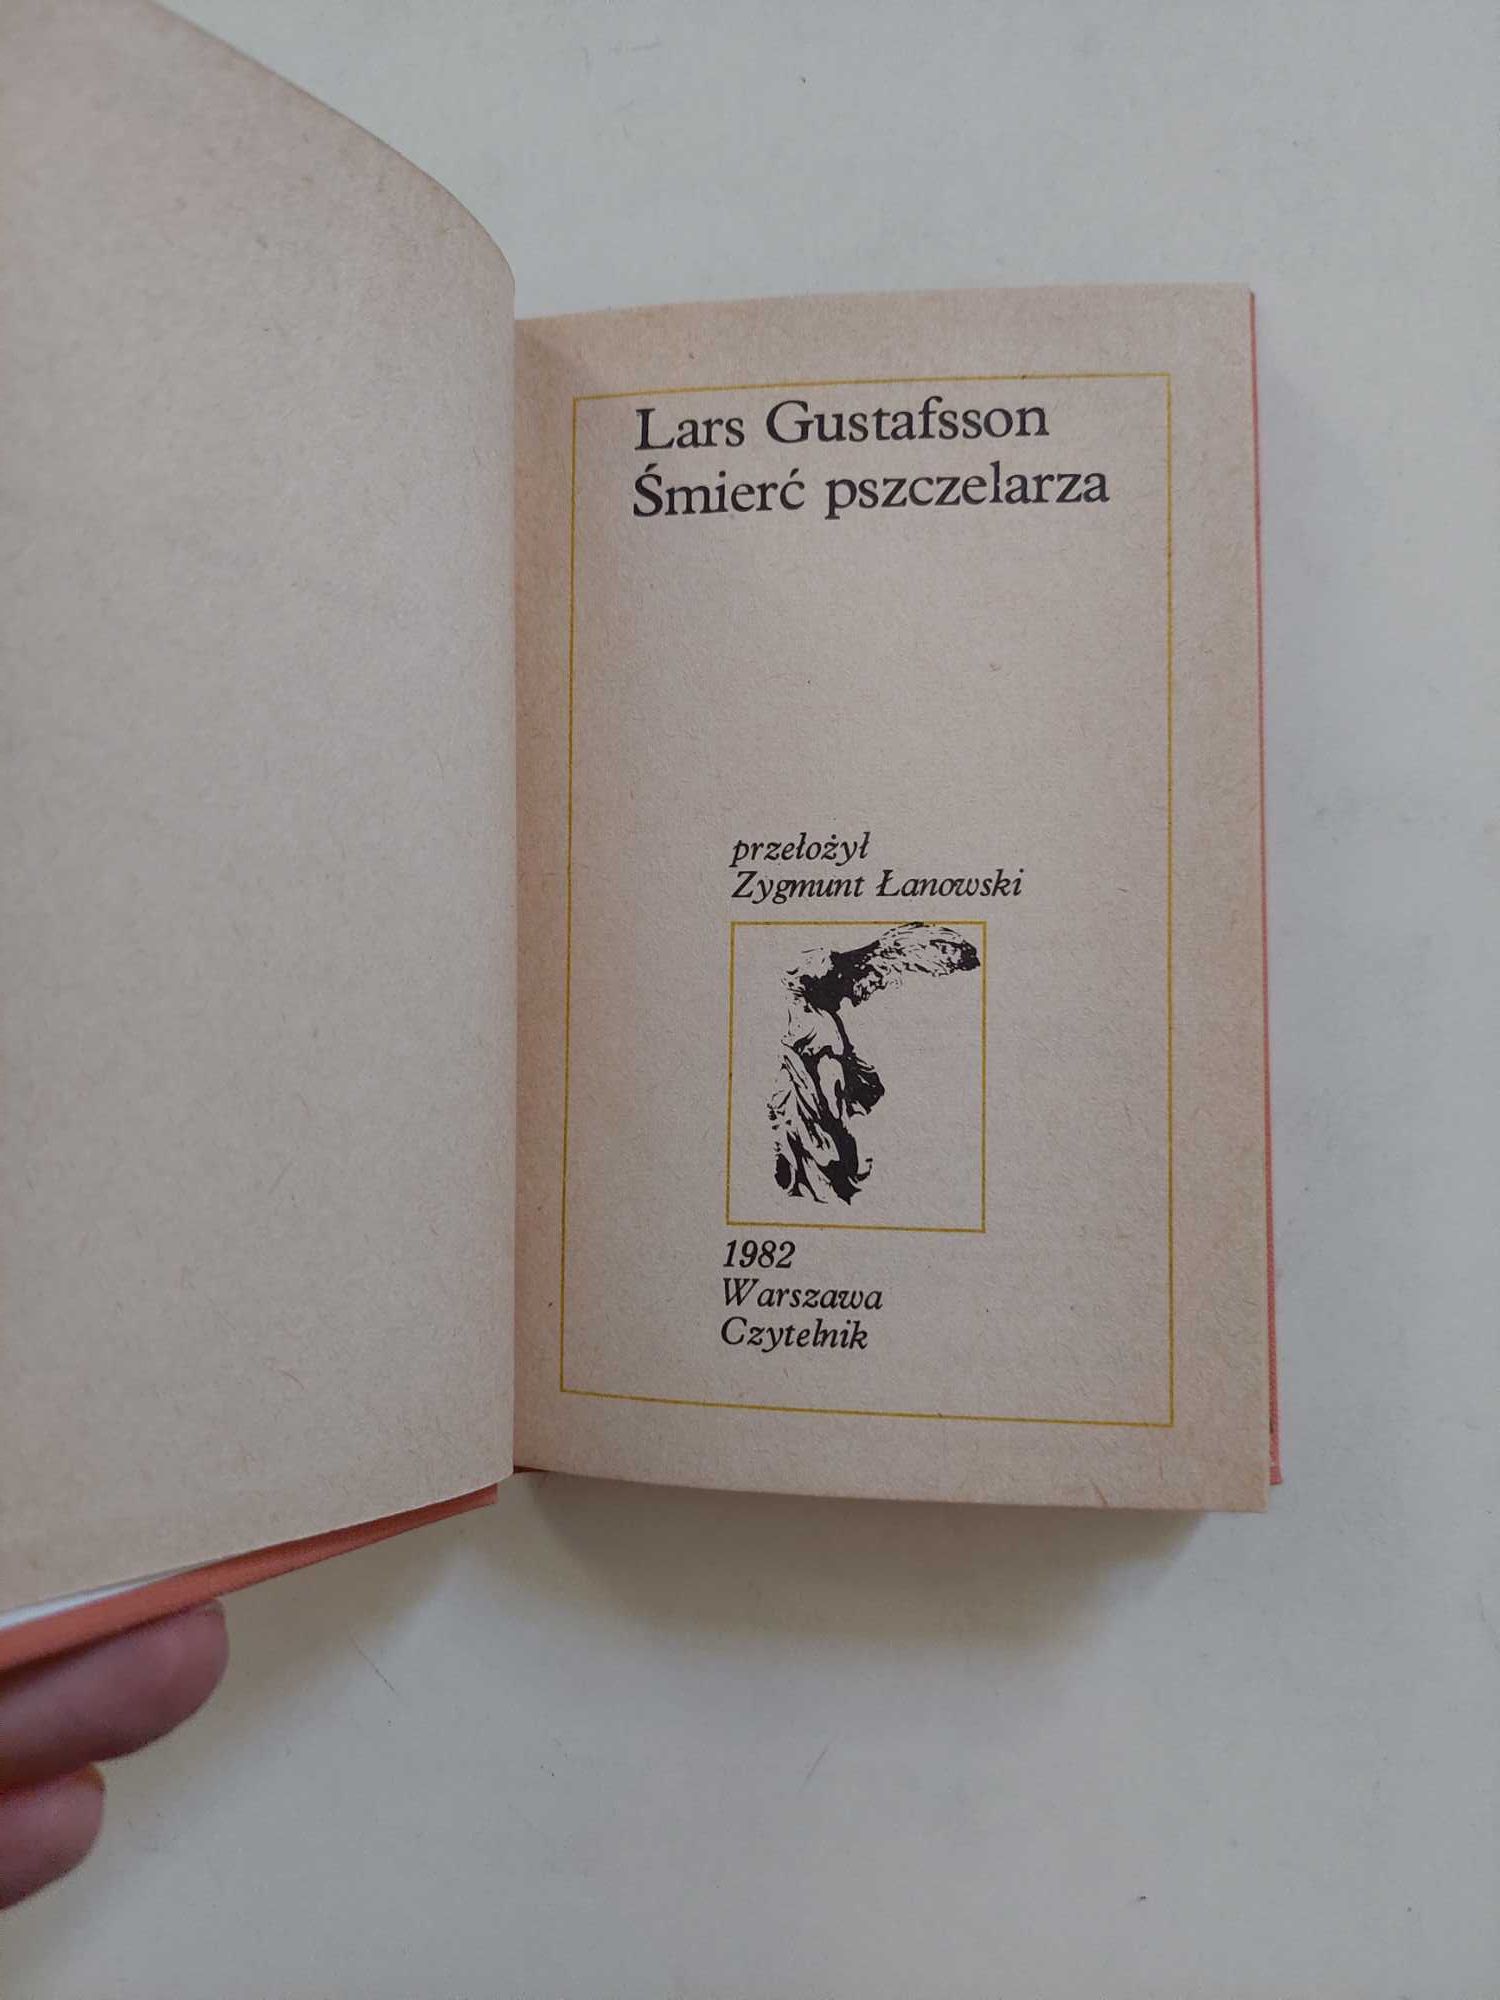 Lars Gustafsson
Śmierć pszczelarza
przełożył
Zygmunt Łanowski
1982
Warszawa
Czytelnik